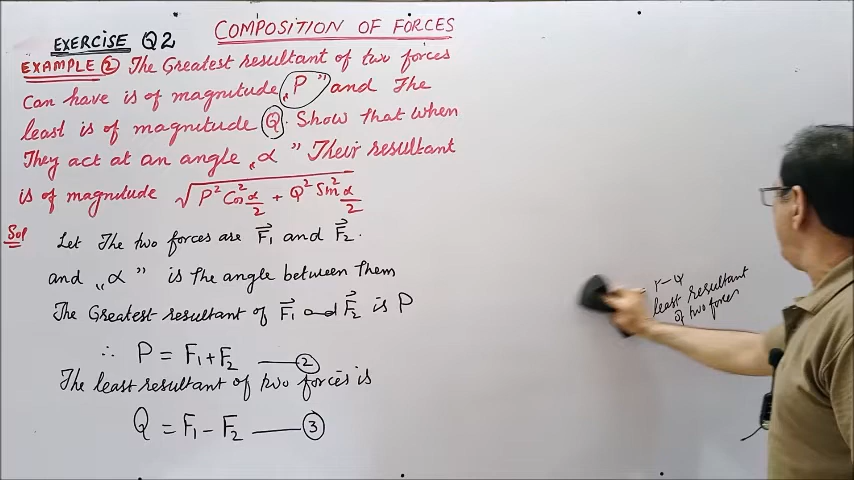 COMPOSITION OF FORCES
EXERCISE Q2
EXAMPLE ② The Greatest resultant of two forces
can have is of magnitude „P” and The
least is of magnitude Q. Show that when
They act at an angle „α” Their resultant
is of magnitude √(P² Cos² α/2 + Q² Sin² α/2)
Sol Let The two forces are F₁ and F₂.
and „α” is the angle between them
The Greatest resultant of F₁ and F₂ is P
∴ P = F₁ + F₂ — ②
The least resultant of two forces is
Q = F₁ – F₂ — ③
least resultant
of two forces